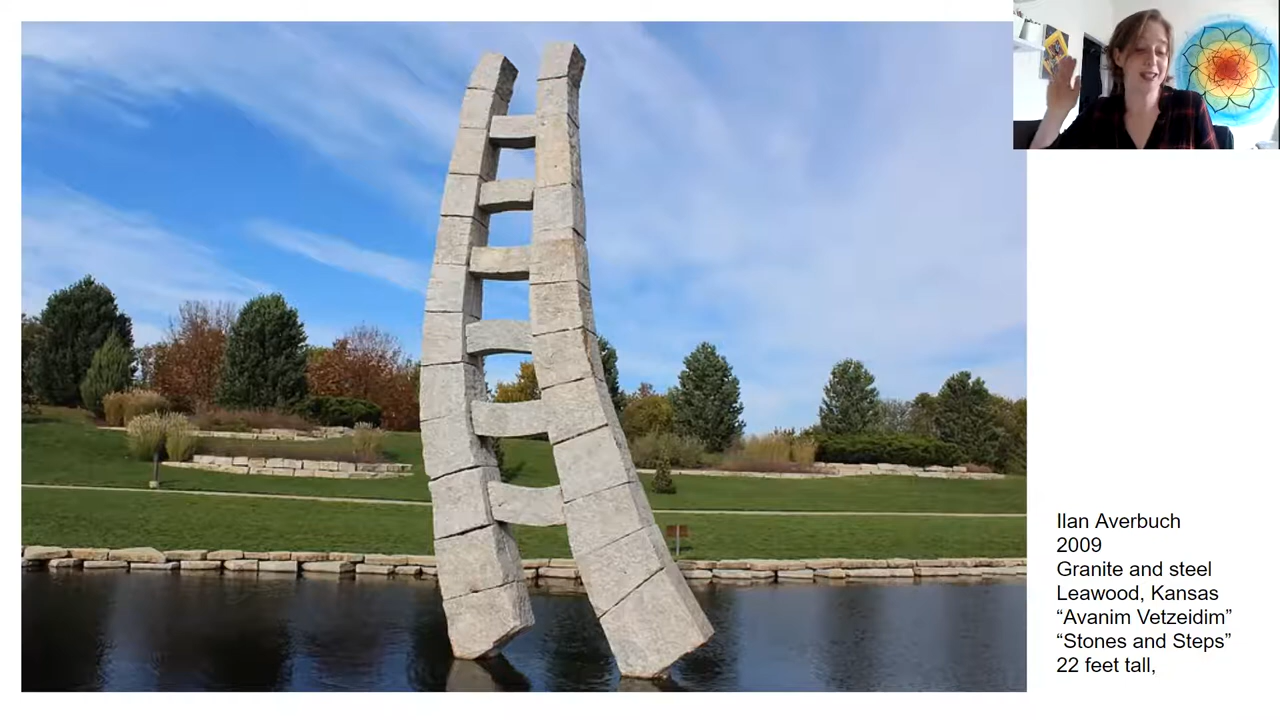 Ilan Averbuch
2009
Granite and steel
Leawood, Kansas
“Avanim Vetzeidim”
“Stones and Steps”
22 feet tall,